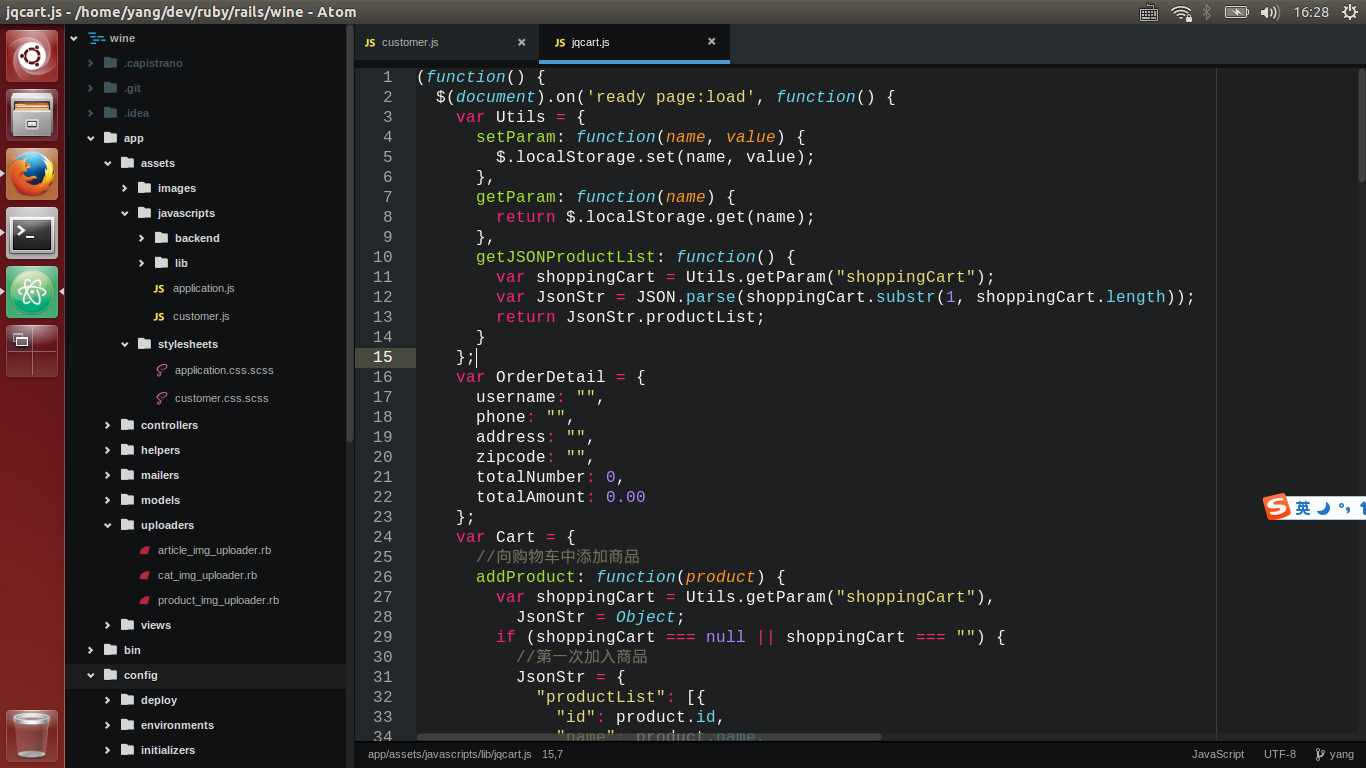 jqcart.js - /home/yang/dev/ruby/rails/wine - Atom
16:28
wine
.capistrano
.git
.idea
app
assets
images
javascripts
backend
lib
application.js
customer.js
stylesheets
application.css.scss
customer.css.scss
controllers
helpers
mailers
models
uploaders
article_img_uploader.rb
cat_img_uploader.rb
product_img_uploader.rb
views
bin
config
deploy
environments
initializers
JS customer.js
JS jqcart.js
1 (function() {
2 $(document).on('ready page:load', function() {
3 var Utils = {
4 setParam: function(name, value) {
5 $.localStorage.set(name, value);
6 },
7 getParam: function(name) {
8 return $.localStorage.get(name);
9 },
10 getJSONProductList: function() {
11 var shoppingCart = Utils.getParam("shoppingCart");
12 var JsonStr = JSON.parse(shoppingCart.substr(1, shoppingCart.length));
13 return JsonStr.productList;
14 }
15 };
16 var OrderDetail = {
17 username: "",
18 phone: "",
19 address: "",
20 zipcode: "",
21 totalNumber: 0,
22 totalAmount: 0.00
23 };
24 var Cart = {
25 //向购物车中添加商品
26 addProduct: function(product) {
27 var shoppingCart = Utils.getParam("shoppingCart"),
28 JsonStr = Object;
29 if (shoppingCart === null || shoppingCart === "") {
30 //第一次加入商品
31 JsonStr = {
32 "productList": [{
33 "id": product.id,
34 "name": product.name,
英
app/assets/javascripts/lib/jqcart.js 15,7
JavaScript UTF-8 yang